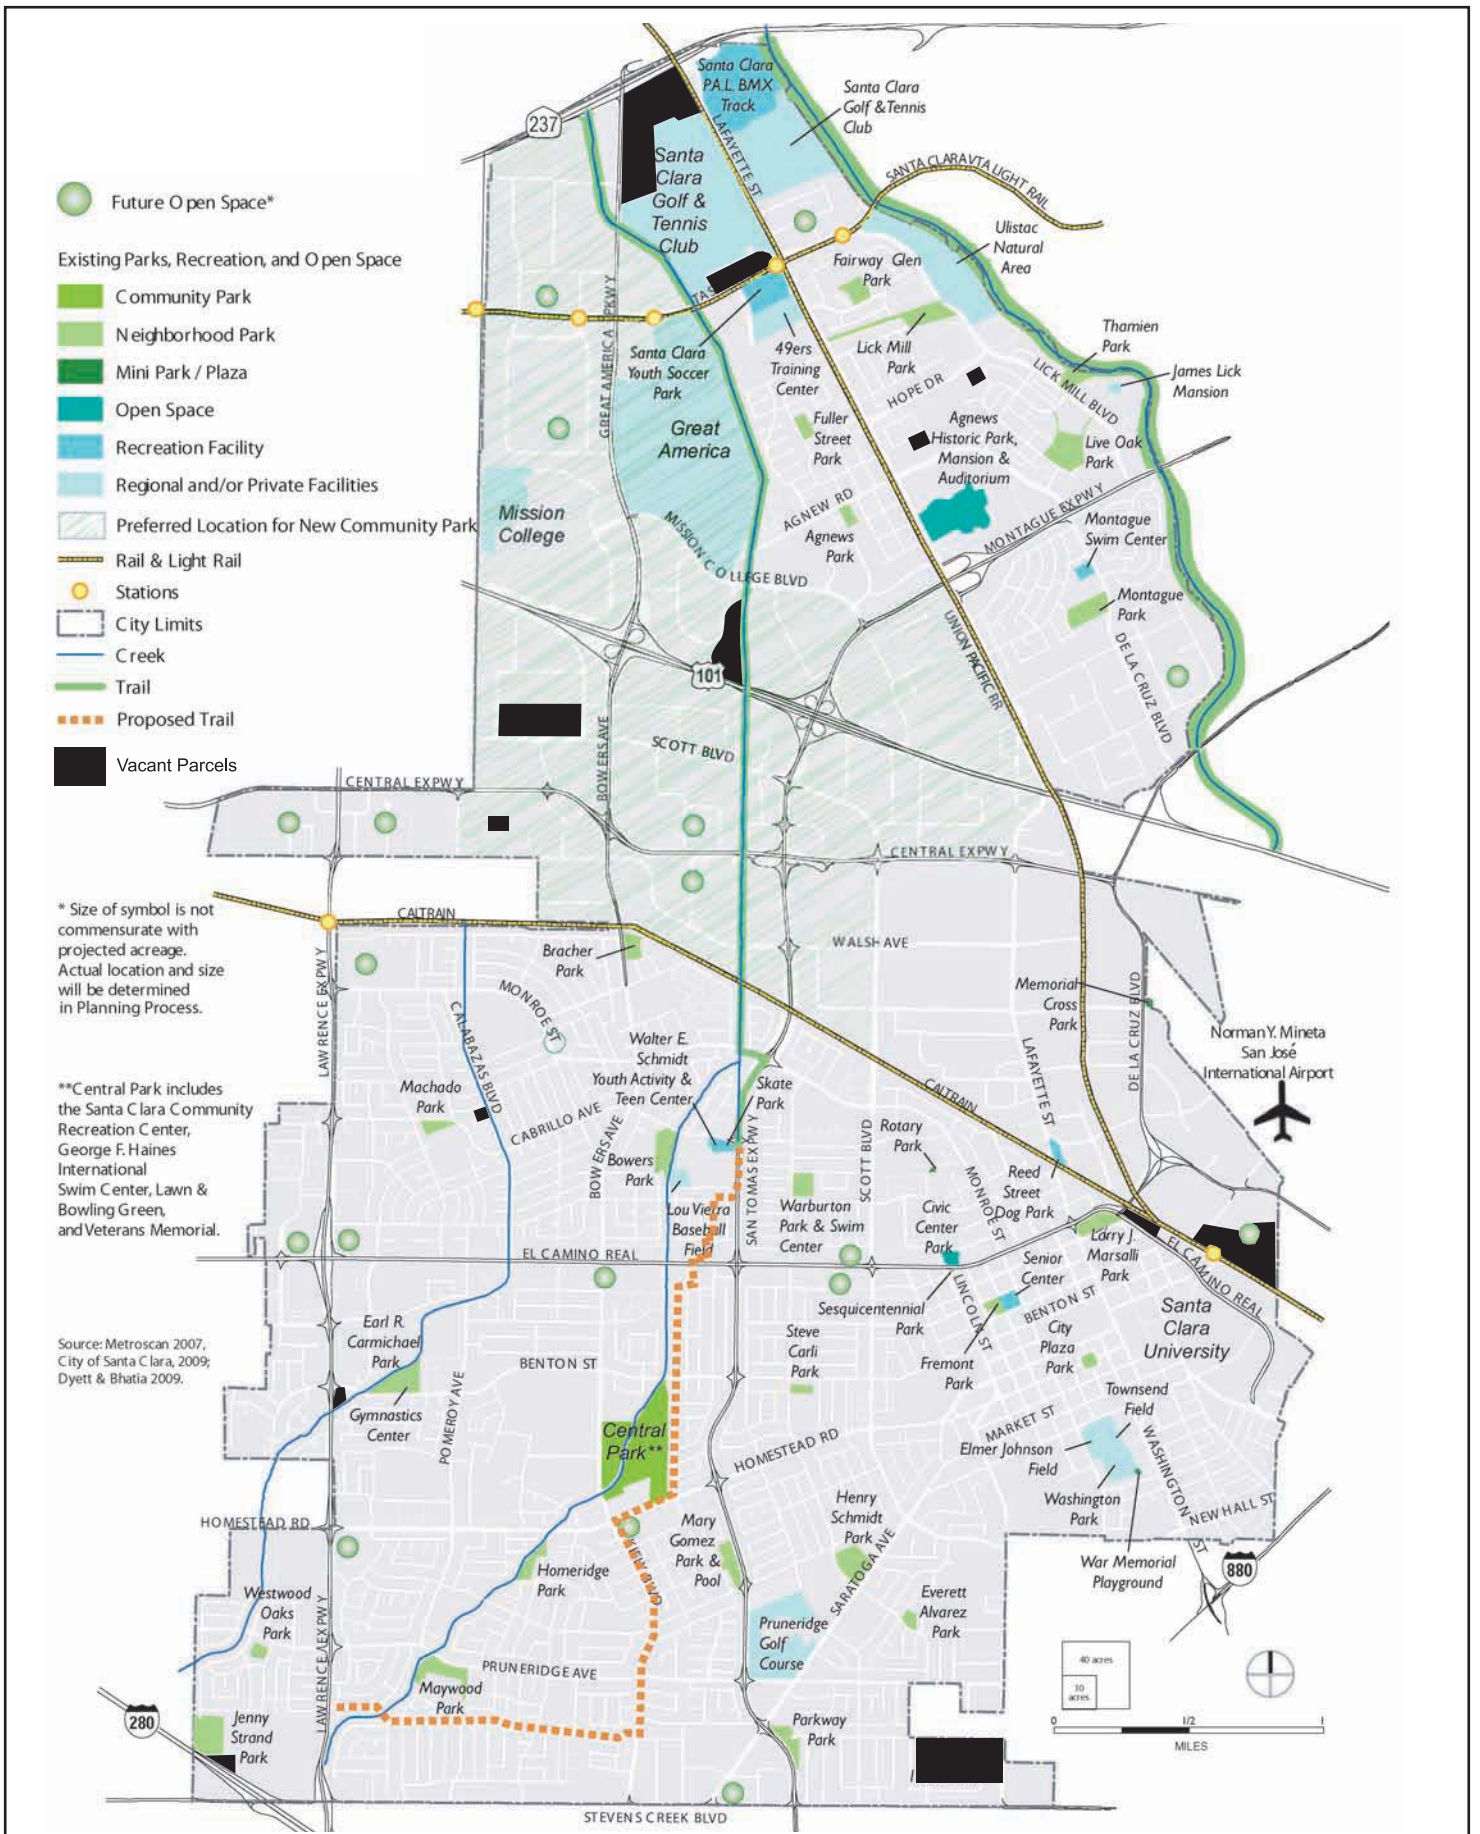 Santa Clara
P.A.L. BMX
Track
Santa Clara
Golf & Tennis
Club
237
LAFAYETTE ST
Santa
Clara
Golf &
Tennis
Club
SANTA CLARA VTA LIGHT RAIL
Ulistac
Natural
Area
Fairway Glen
Park
TAS
GREAT AMERICA PKWY
Santa Clara
Youth Soccer
Park
49ers
Training
Center
Lick Mill
Park
HOPE DR
Thamien
Park
James Lick
Mansion
LICK MILL BLVD
Great
America
Fuller
Street
Park
Agnews
Historic Park,
Mansion &
Auditorium
Live Oak
Park
Mission
College
AGNEW RD
Agnews
Park
MONTAGUE EXPWY
Montague
Swim Center
MISSION COLLEGE BLVD
Montague
Park
UNION PACIFIC RR
DE LA CRUZ BLVD
101
SCOTT BLVD
BOWERS AVE
Future Open Space*
Existing Parks, Recreation, and Open Space
Community Park
Neighborhood Park
Mini Park / Plaza
Open Space
Recreation Facility
Regional and/or Private Facilities
Preferred Location for New Community Park
Rail & Light Rail
Stations
City Limits
Creek
Trail
Proposed Trail
Vacant Parcels
CENTRAL EXPWY
CENTRAL EXPWY
* Size of symbol is not
commensurate with
projected acreage.
Actual location and size
will be determined
in Planning Process.
CALTRAIN
Bracher
Park
WALSH AVE
LAWRENCE EXPWY
MONROE ST
CALABAZAS BLVD
Memorial
Cross
Park
DE LA CRUZ BLVD
Norman Y. Mineta
San José
International Airport
**Central Park includes
the Santa Clara Community
Recreation Center,
George F. Haines
International
Swim Center, Lawn &
Bowling Green,
and Veterans Memorial.
Machado
Park
CABRILLO AVE
Walter E.
Schmidt
Youth Activity &
Teen Center
Skate
Park
CALTRAIN
LAFAYETTE ST
BOWERS AVE
Bowers
Park
Lou Vierra
Baseball
Field
SAN TOMAS EXPWY
Warburton
Park & Swim
Center
SCOTT BLVD
Rotary
Park
MONROE ST
Reed
Street
Dog Park
Civic
Center
Park
Larry J.
Marsalli
Park
EL CAMINO REAL
EL CAMINO REAL
Senior
Center
Sesquicentennial
Park
LINCOLN ST
BENTON ST
Santa
Clara
University
City
Plaza
Park
Fremont
Park
Steve
Carli
Park
Source: Metroscan 2007,
City of Santa Clara, 2009;
Dyett & Bhatia 2009.
Earl R.
Carmichael
Park
BENTON ST
POMEROY AVE
Gymnastics
Center
Central
Park**
HOMESTEAD RD
MARKET ST
Townsend
Field
Elmer Johnson
Field
WASHINGTON
ST
Washington
Park
NEW HALL ST
HOMESTEAD RD
Henry
Schmidt
Park
Mary
Gomez
Park &
Pool
KIELY BLVD
Homeridge
Park
SARATOGA AVE
War Memorial
Playground
880
Westwood
Oaks
Park
LAWRENCE EXPWY
Everett
Alvarez
Park
Pruneridge
Golf
Course
PRUNERIDGE AVE
Maywood
Park
40 acres
10
acres
280
Jenny
Strand
Park
Parkway
Park
0 1/2 1
MILES
STEVENS CREEK BLVD